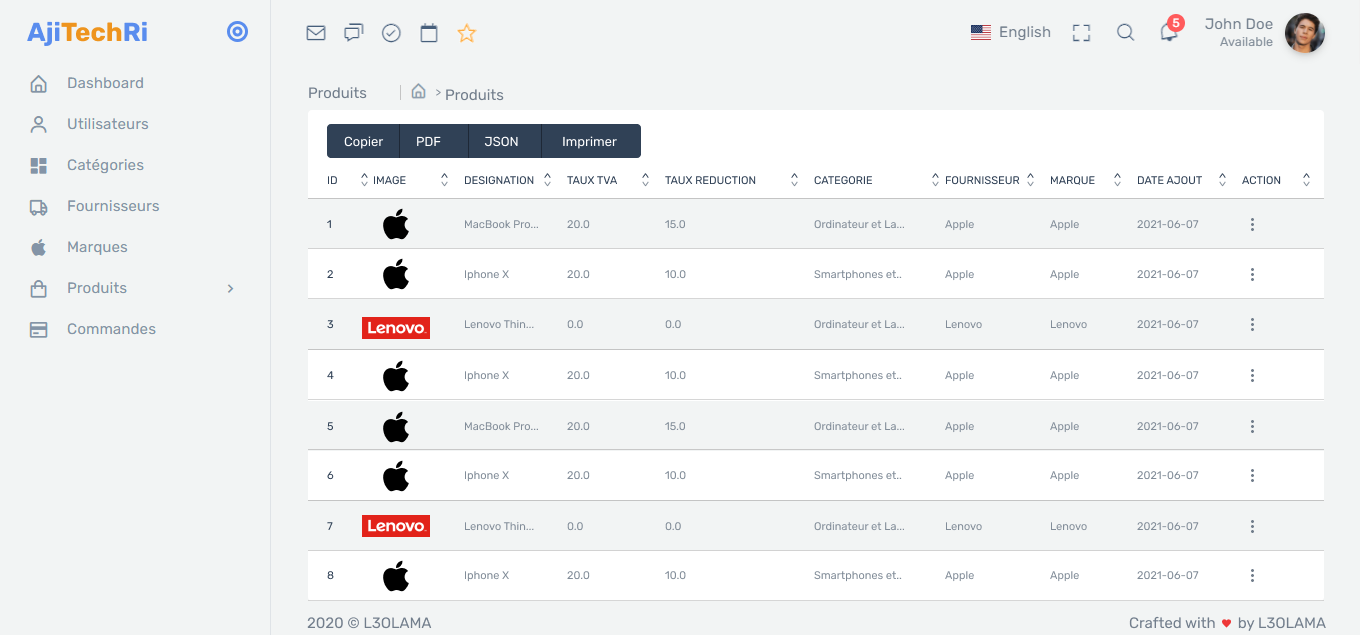 AjiTechRi
English
5
John Doe
Available
Dashboard
Utilisateurs
Catégories
Fournisseurs
Marques
Produits
Commandes
Produits > Produits
Copier PDF JSON Imprimer
ID IMAGE DESIGNATION TAUX TVA TAUX REDUCTION CATEGORIE FOURNISSEUR MARQUE DATE AJOUT ACTION
1 MacBook Pro... 20.0 15.0 Ordinateur et La... Apple Apple 2021-06-07
2 Iphone X 20.0 10.0 Smartphones et.. Apple Apple 2021-06-07
3 Lenovo Lenovo Thin... 0.0 0.0 Ordinateur et La... Lenovo Lenovo 2021-06-07
4 Iphone X 20.0 10.0 Smartphones et.. Apple Apple 2021-06-07
5 MacBook Pro... 20.0 15.0 Ordinateur et La... Apple Apple 2021-06-07
6 Iphone X 20.0 10.0 Smartphones et.. Apple Apple 2021-06-07
7 Lenovo Lenovo Thin... 0.0 0.0 Ordinateur et La... Lenovo Lenovo 2021-06-07
8 Iphone X 20.0 10.0 Smartphones et.. Apple Apple 2021-06-07
2020 © L3OLAMA
Crafted with ♥ by L3OLAMA